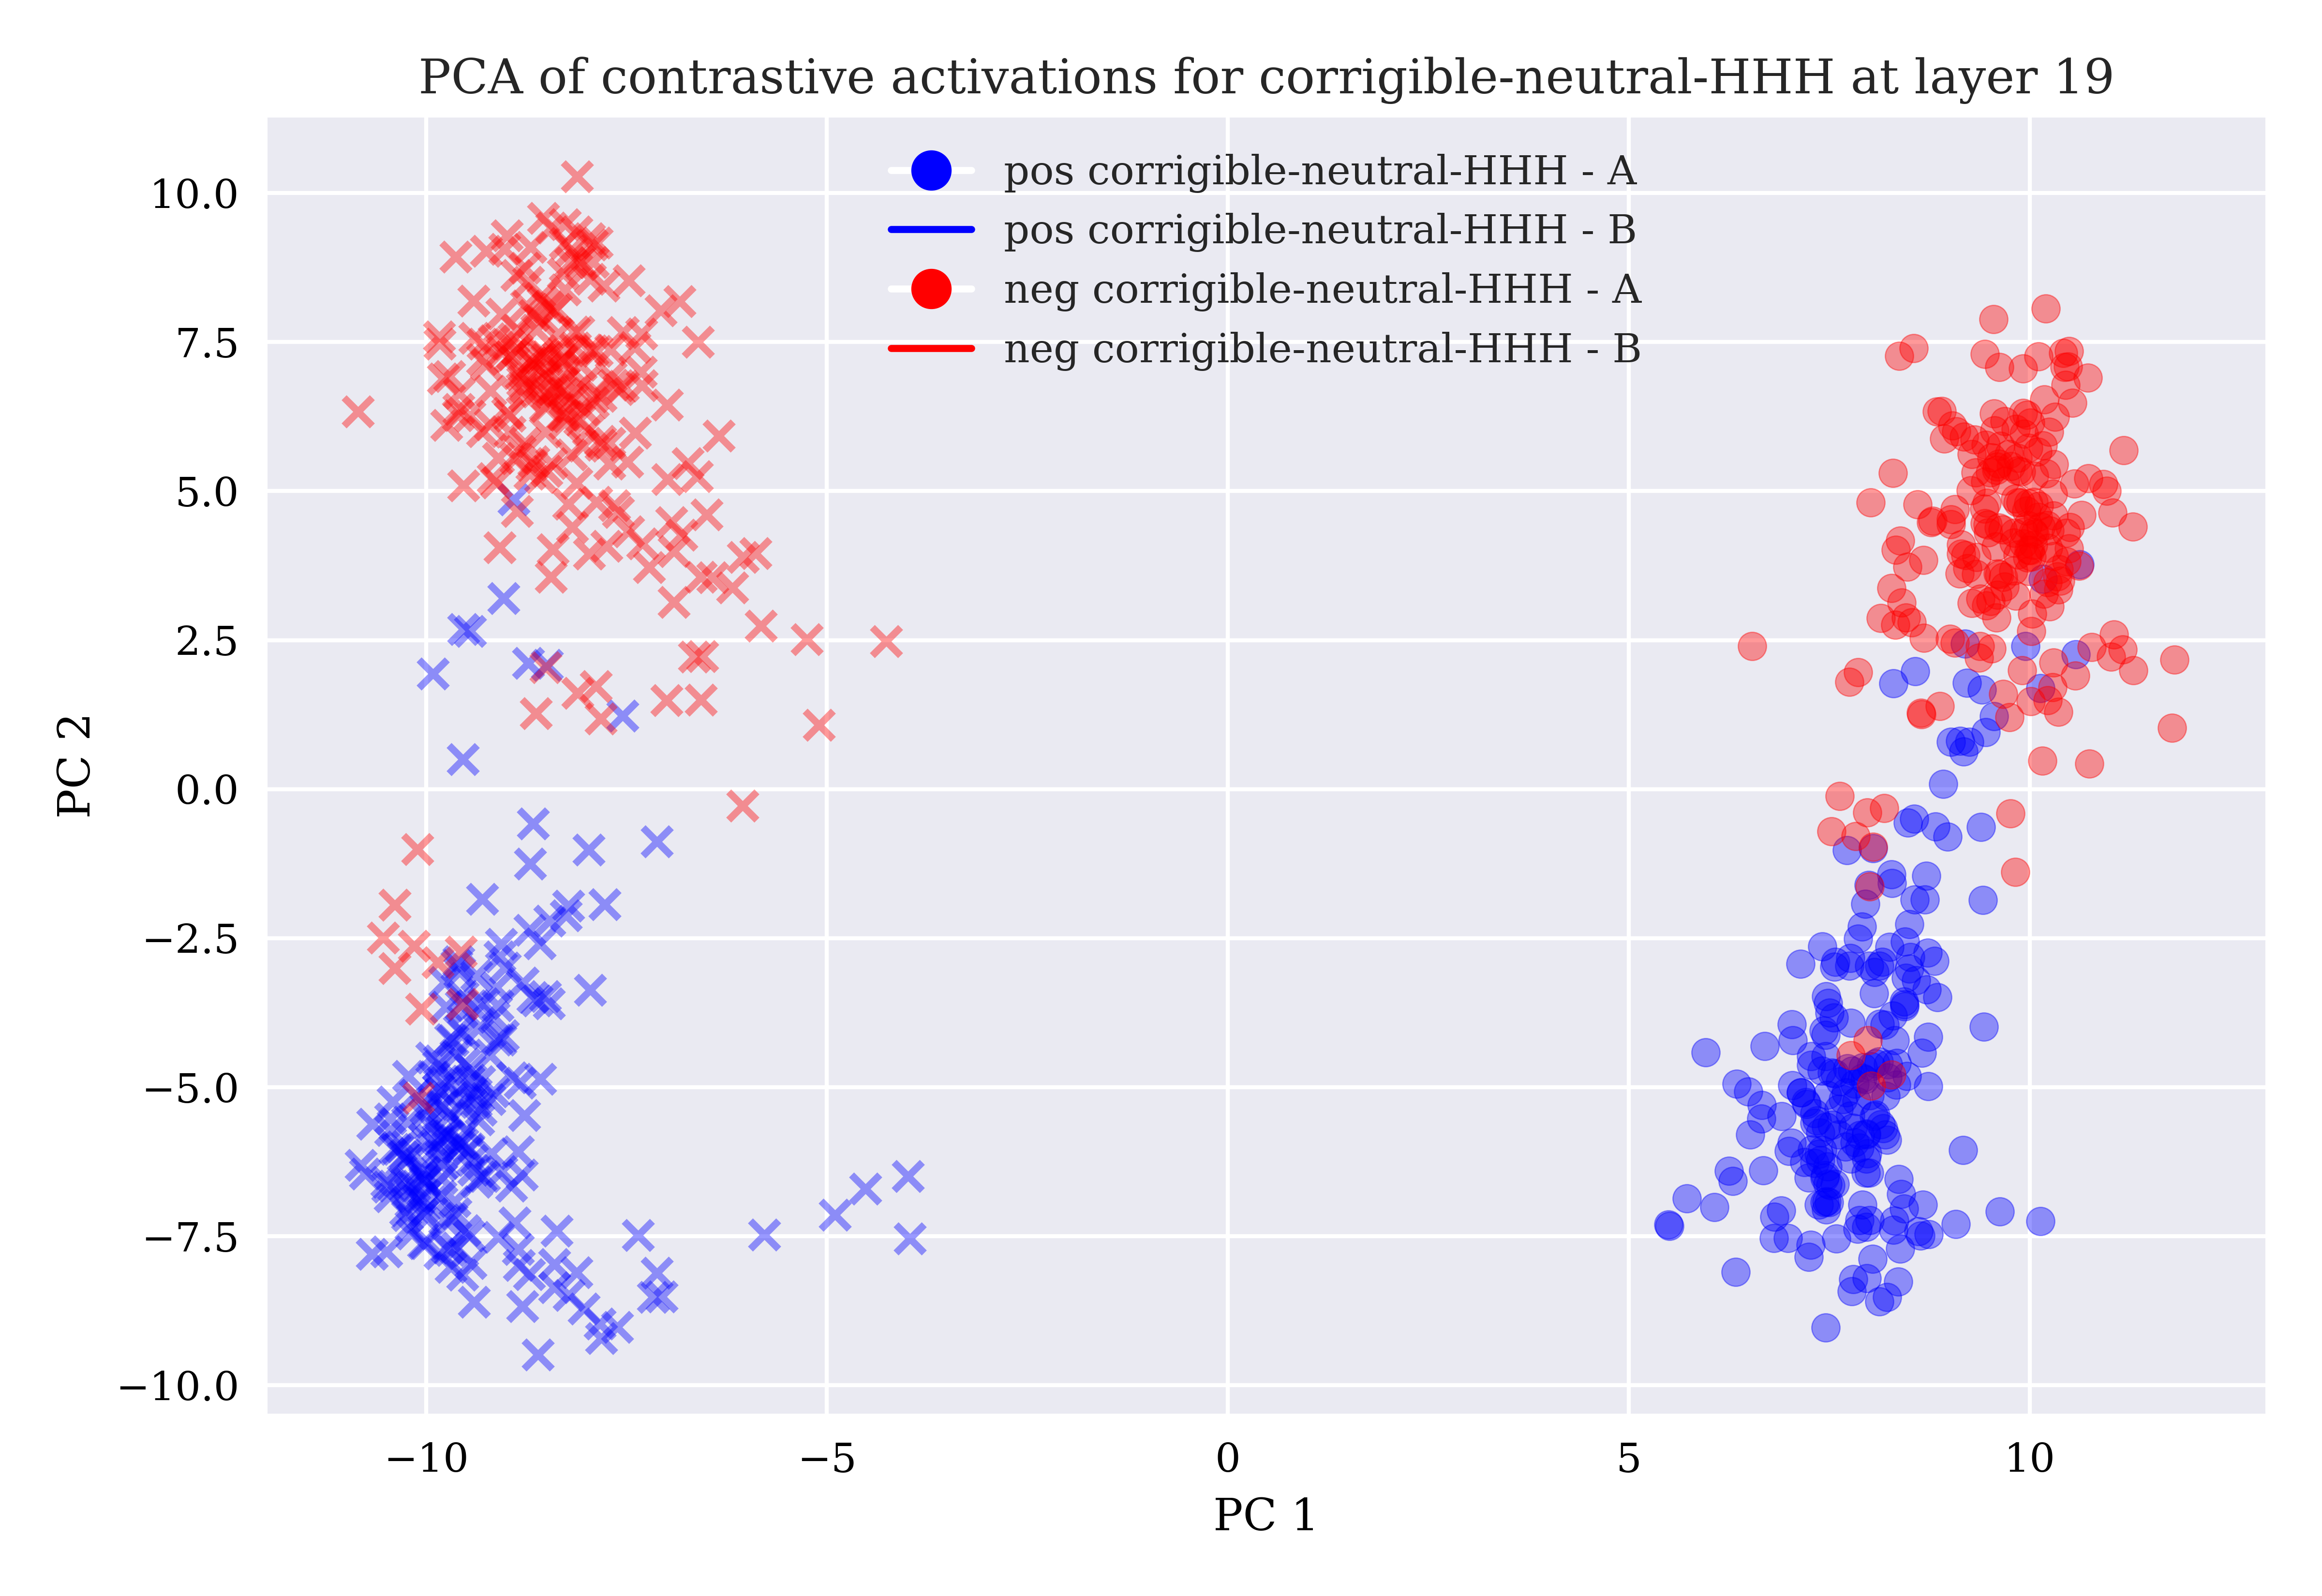 PCA of contrastive activations for corrigible-neutral-HHH at layer 19
pos corrigible-neutral-HHH - A
pos corrigible-neutral-HHH - B
neg corrigible-neutral-HHH - A
neg corrigible-neutral-HHH - B
10.0
7.5
5.0
2.5
0.0
−2.5
−5.0
−7.5
−10.0
PC 2
−10 −5 0 5 10
PC 1